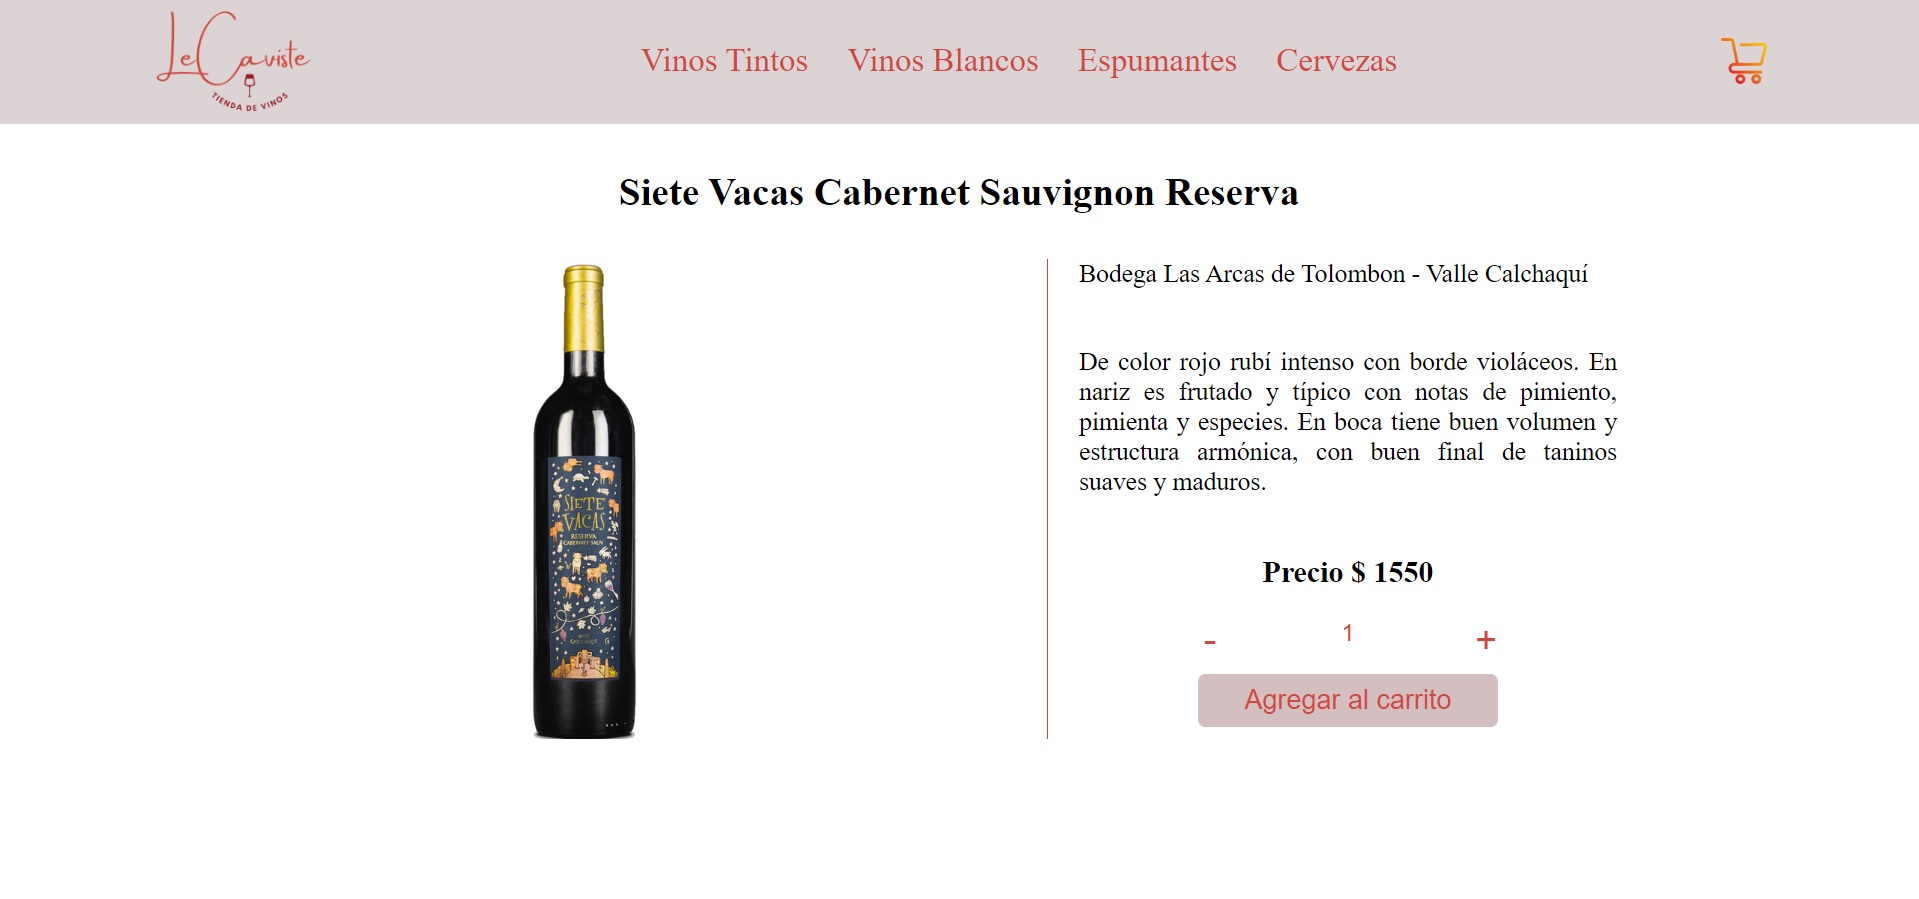 Le Caviste
TIENDA DE VINOS
Vinos Tintos
Vinos Blancos
Espumantes
Cervezas
Siete Vacas Cabernet Sauvignon Reserva
SIETE
VACAS
RESERVA
CABERNET SAUV
Bodega Las Arcas de Tolombon - Valle Calchaquí
De color rojo rubí intenso con borde violáceos. En
nariz es frutado y típico con notas de pimiento,
pimienta y especies. En boca tiene buen volumen y
estructura armónica, con buen final de taninos
suaves y maduros.
Precio $ 1550
- 1 +
Agregar al carrito